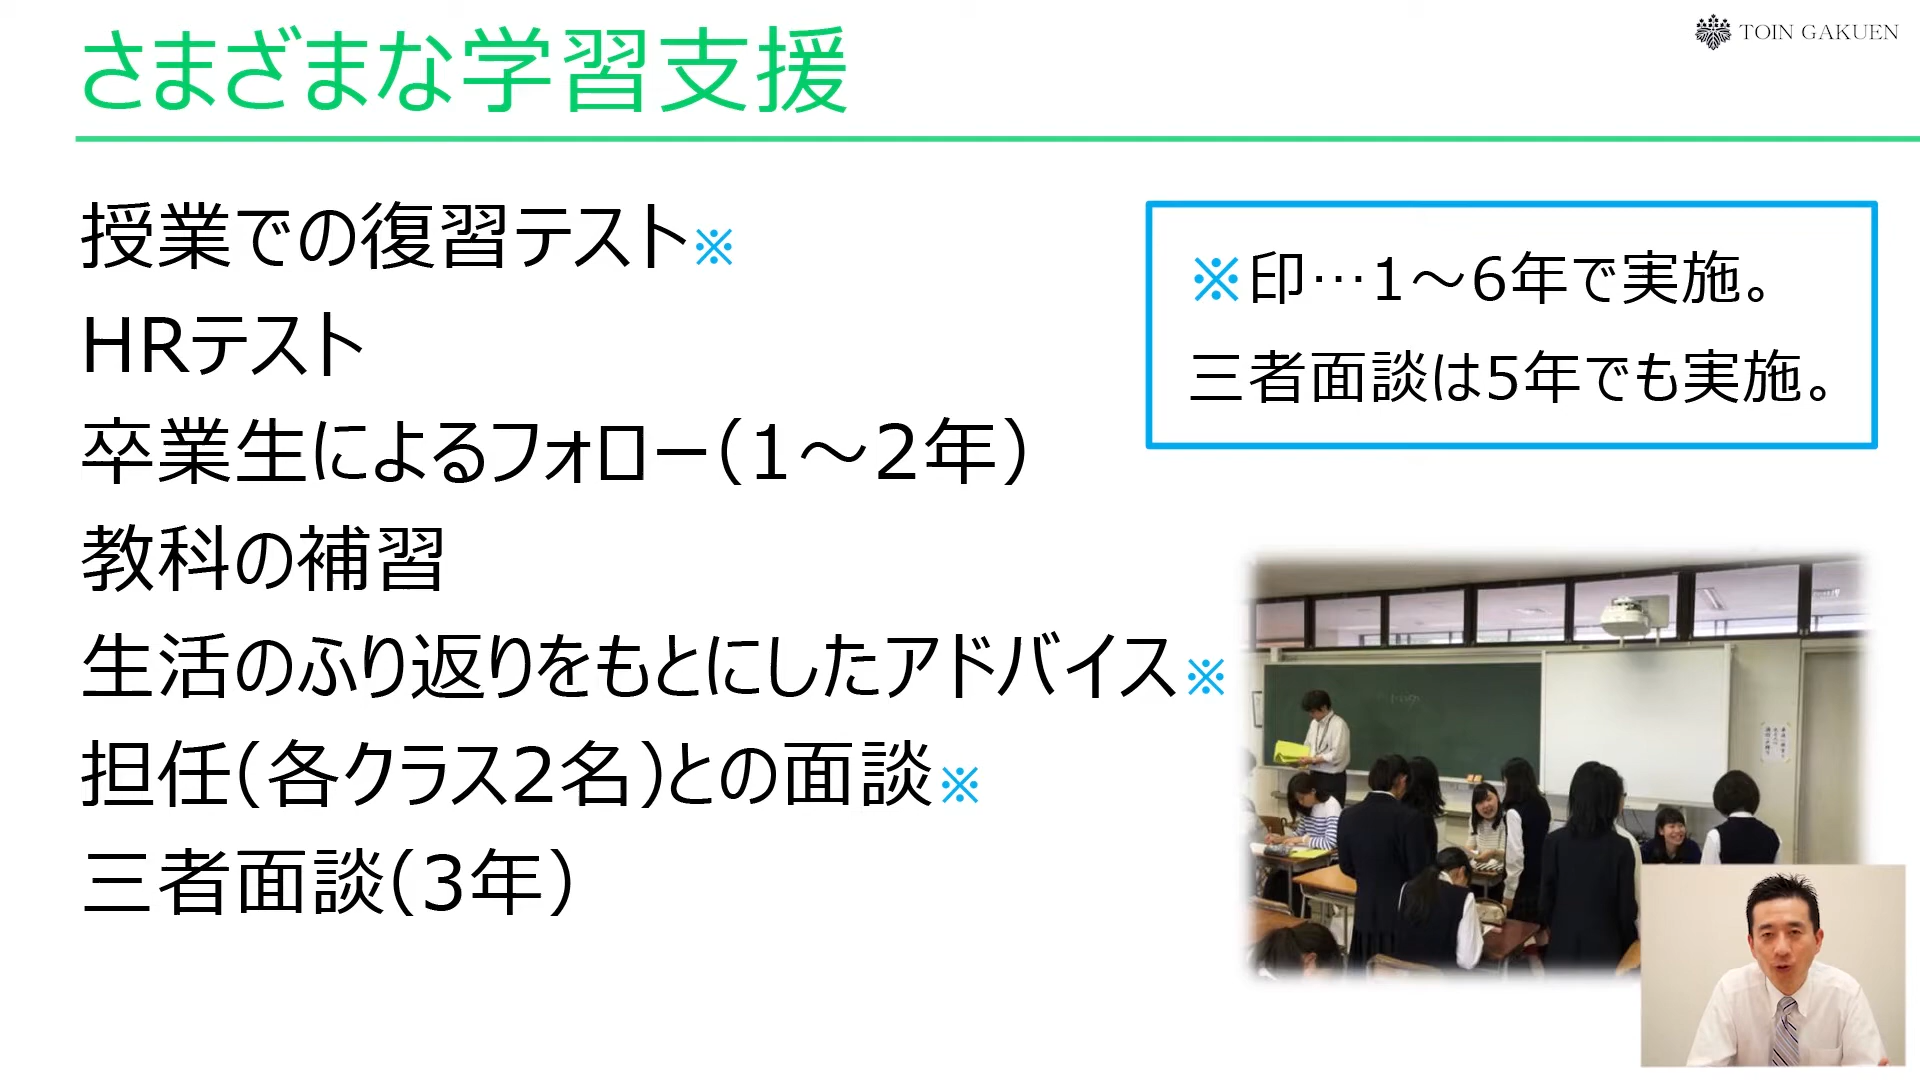 さまざまな学習支援
TOIN GAKUEN
授業での復習テスト※
HRテスト
卒業生によるフォロー(1～2年)
教科の補習
生活のふり返りをもとにしたアドバイス※
担任(各クラス2名)との面談※
三者面談(3年)
※印…1～6年で実施。
三者面談は5年でも実施。